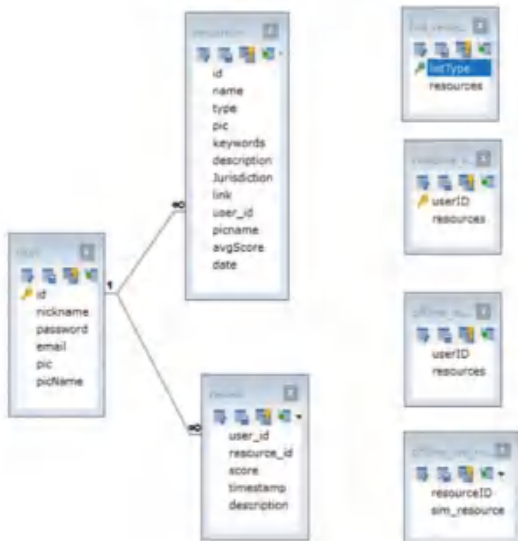 id
name
type
pic
keywords
description
Jurisdiction
link
user_id
picname
avgScore
date
1
∞
id
nickname
password
email
pic
picName
∞
user_id
resource_id
score
timestamp
description
listType
resources
userID
resources
userID
resources
resourceID
sim_resource